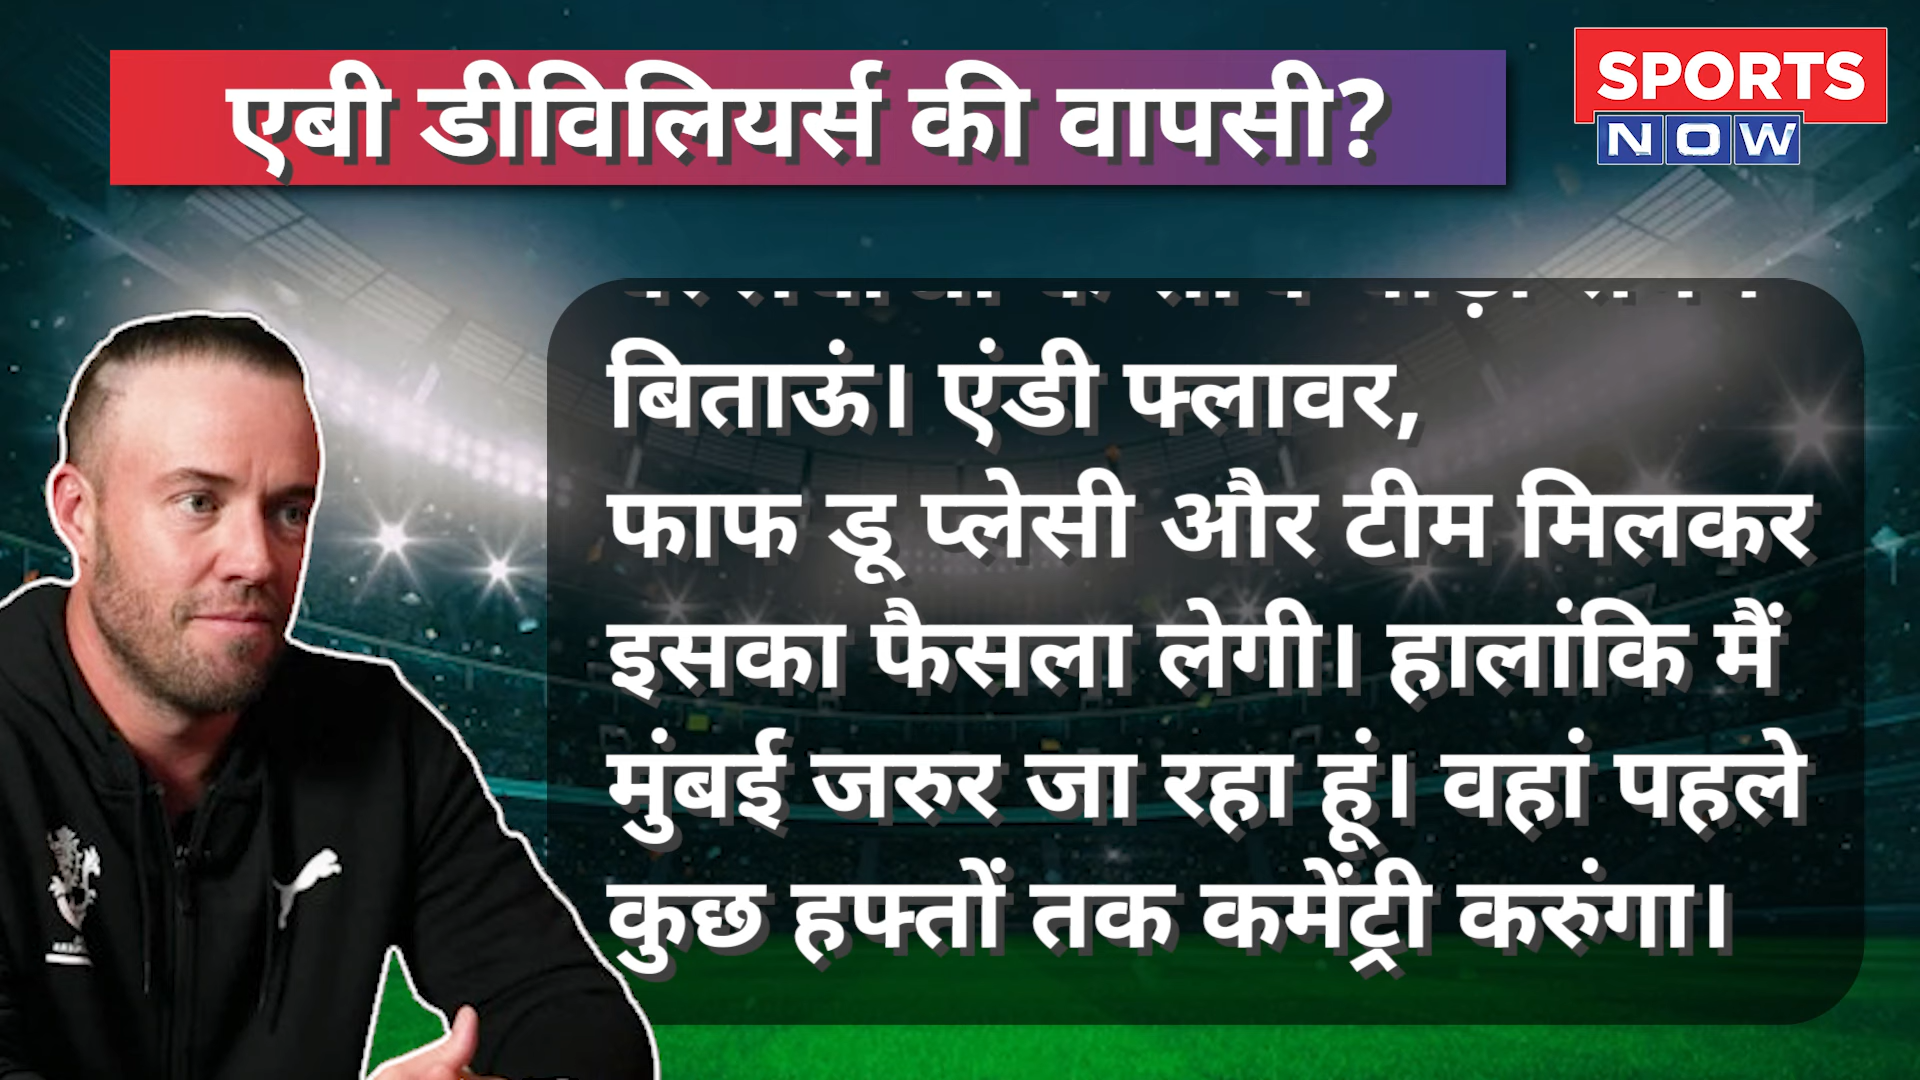 एबी डीविलियर्स की वापसी?
SPORTS
NOW
बिताऊं। एंडी फ्लावर,
फाफ डू प्लेसी और टीम मिलकर
इसका फैसला लेगी। हालांकि मैं
मुंबई जरुर जा रहा हूं। वहां पहले
कुछ हफ्तों तक कमेंट्री करुंगा।